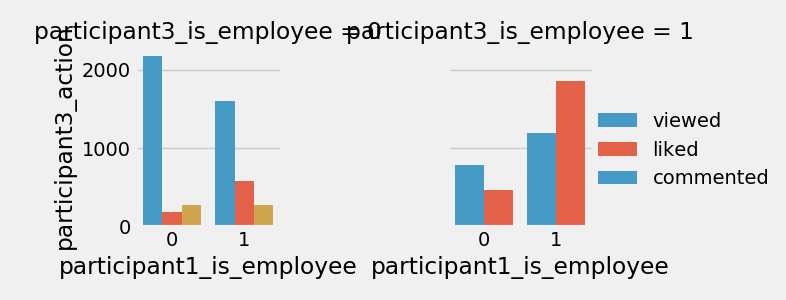 participant3_is_employee = 0
participant3_is_employee = 1
participant3_action
2000
1000
0
0
1
participant1_is_employee
0
1
participant1_is_employee
viewed
liked
commented